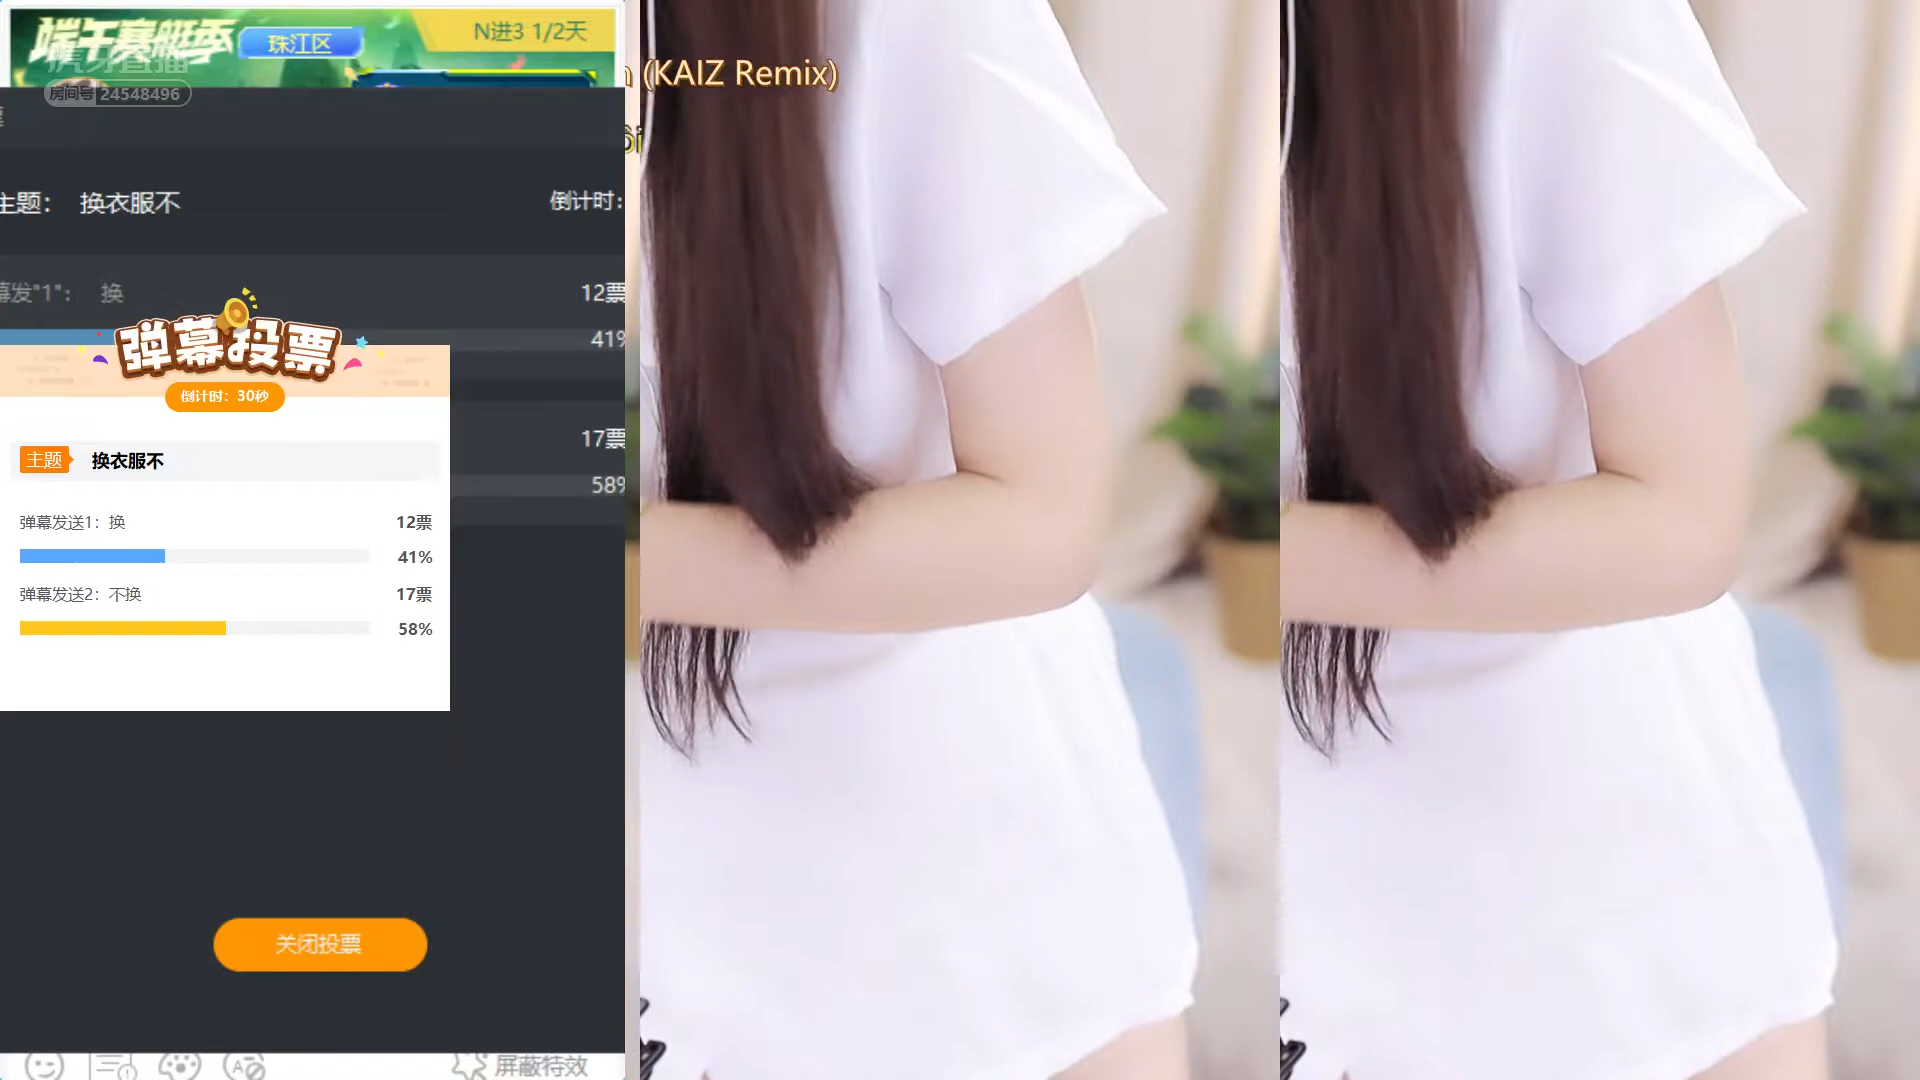 端午赛艇季
珠江区
N进3 1/2天
虎牙直播
房间号 24548496
(KAIZ Remix)
主题： 换衣服不
倒计时：
幕发"1"： 换
12票
41%
弹幕投票
倒计时：30秒
17票
58%
主题 换衣服不
弹幕发送1：换
12票
41%
弹幕发送2：不换
17票
58%
关闭投票
屏蔽特效